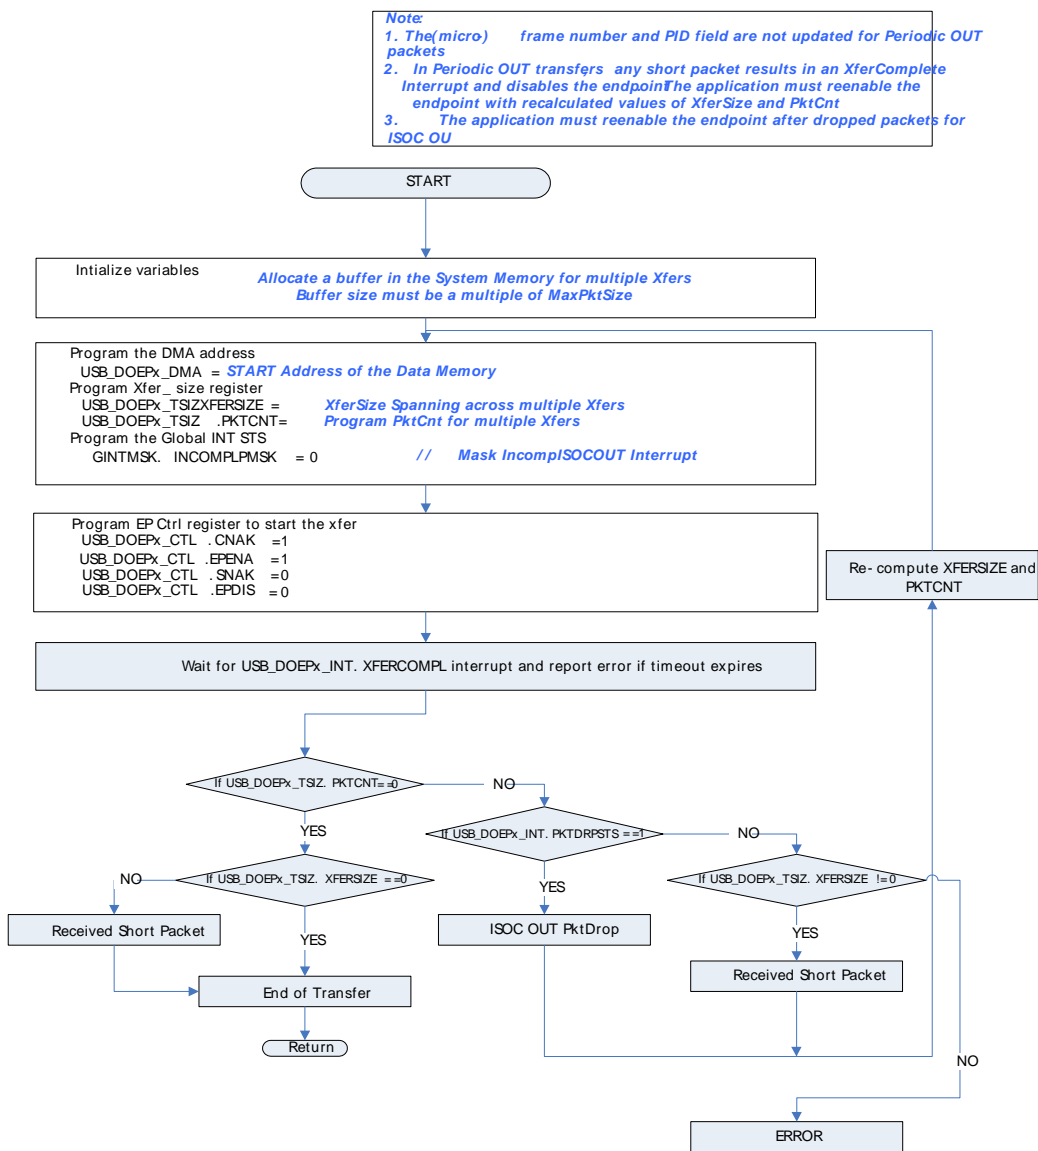 Note:
1. The(micro-) frame number and PID field are not updated for Periodic OUT
packets
2. In Periodic OUT transfers, any short packet results in an XferComplete
Interrupt and disables the endpoint. The application must reenable the
endpoint with recalculated values of XferSize and PktCnt
3. The application must reenable the endpoint after dropped packets for
ISOC OU
START
Intialize variables
Allocate a buffer in the System Memory for multiple Xfers
Buffer size must be a multiple of MaxPktSize
Program the DMA address
USB_DOEPx_DMA = START Address of the Data Memory
Program Xfer_ size register
USB_DOEPx_TSIZXFERSIZE = XferSize Spanning across multiple Xfers
USB_DOEPx_TSIZ .PKTCNT= Program PktCnt for multiple Xfers
Program the Global INT STS
GINTMSK. INCOMPLPMSK = 0 // Mask IncompISOCOUT Interrupt
Program EP Ctrl register to start the xfer
USB_DOEPx_CTL .CNAK =1
USB_DOEPx_CTL .EPENA =1
USB_DOEPx_CTL .SNAK =0
USB_DOEPx_CTL .EPDIS =0
Re- compute XFERSIZE and
PKTCNT
Wait for USB_DOEPx_INT. XFERCOMPL interrupt and report error if timeout expires
If USB_DOEPx_TSIZ. PKTCNT==0
NO
YES
If USB_DOEPx_INT. PKTDRPSTS ==1
NO
If USB_DOEPx_TSIZ. XFERSIZE ==0
NO
YES
If USB_DOEPx_TSIZ. XFERSIZE !=0
Received Short Packet
ISOC OUT PktDrop
YES
YES
Received Short Packet
End of Transfer
Return
NO
ERROR